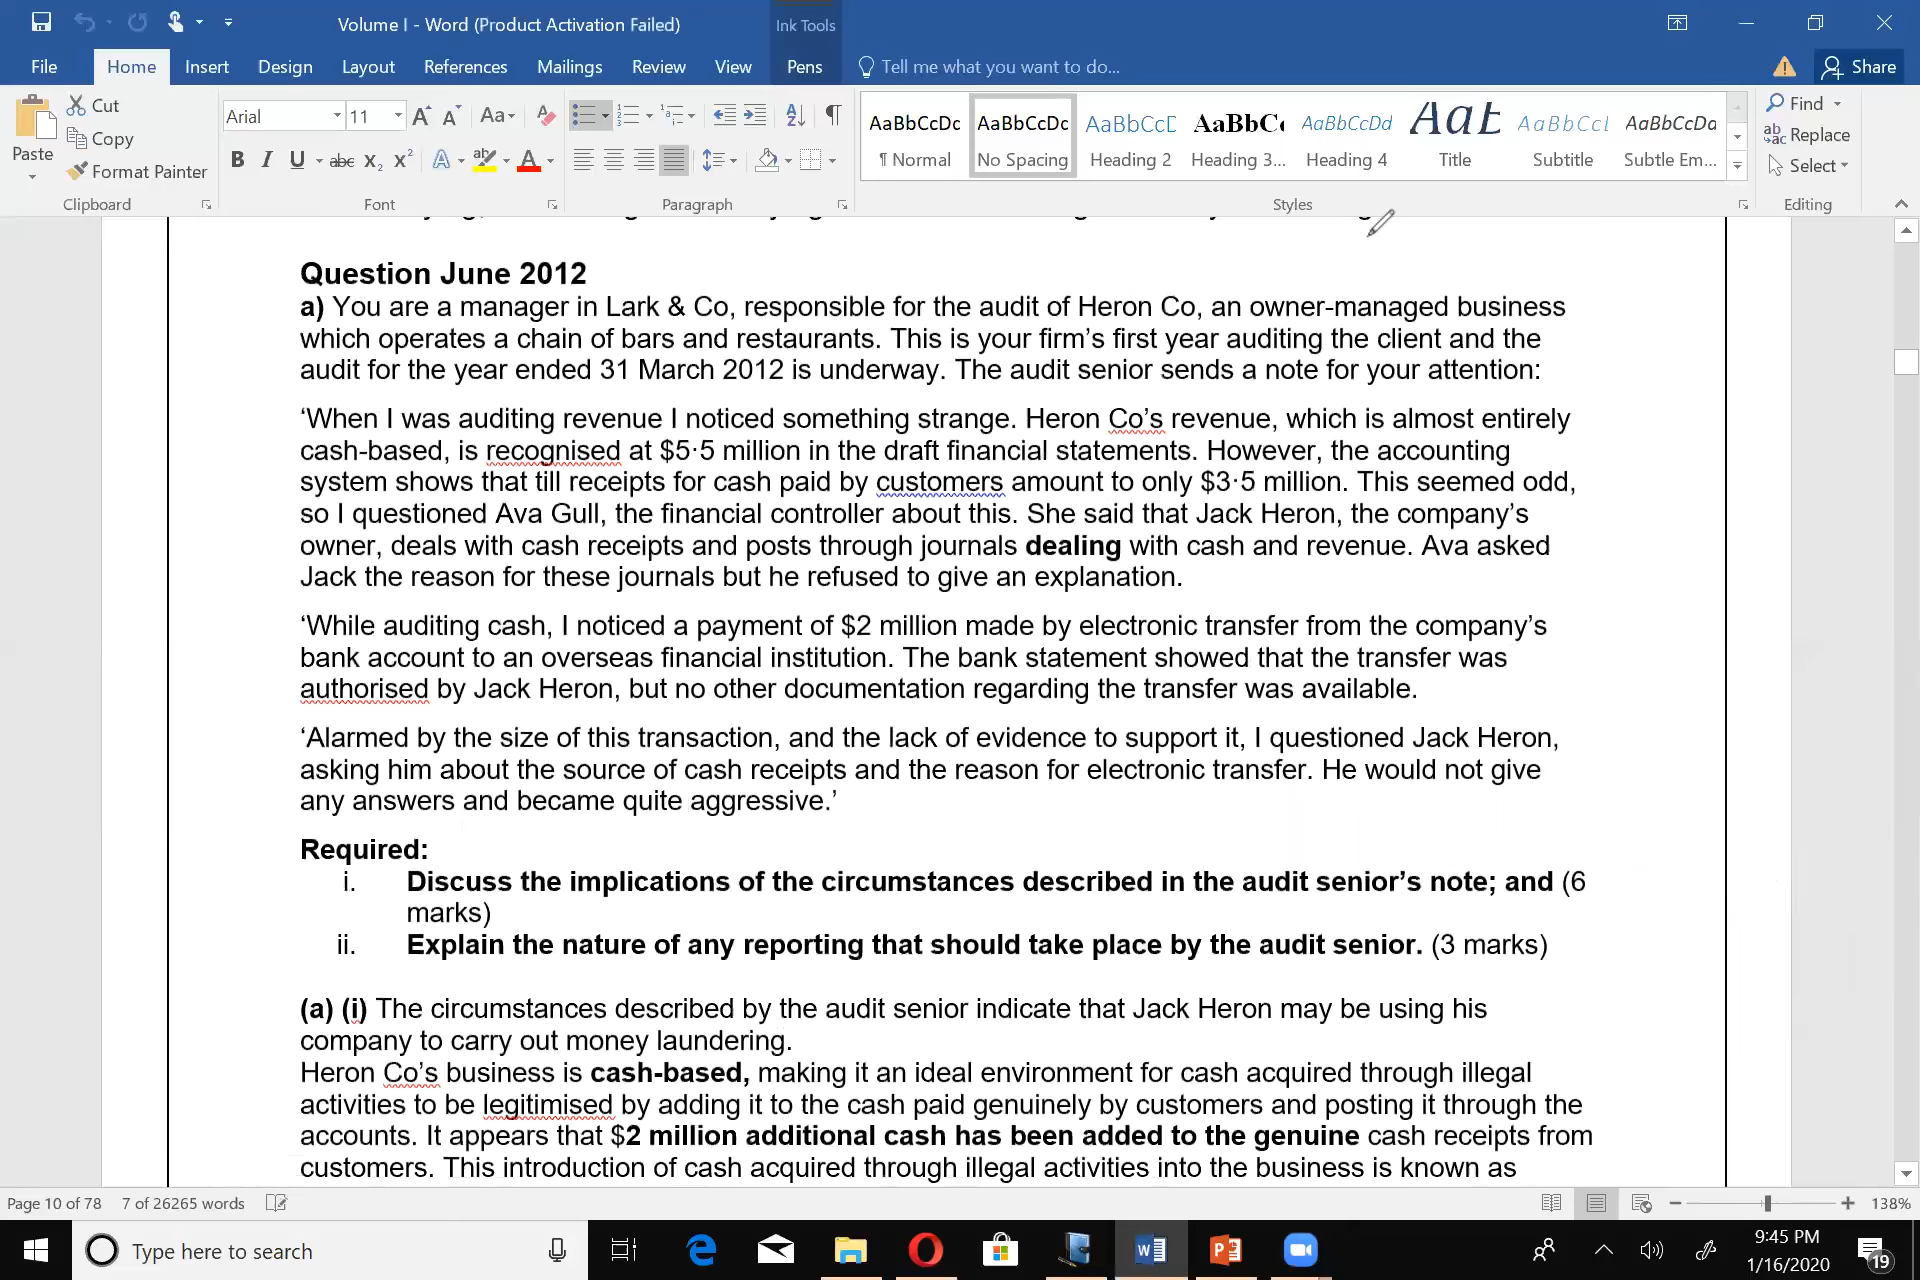 Volume I - Word (Product Activation Failed)
Ink Tools
File Home Insert Design Layout References Mailings Review View Pens Tell me what you want to do... Share
Cut
Copy
Format Painter
Paste
Clipboard
Arial 11
Font
Paragraph
AaBbCcDc AaBbCcDc AaBbCcC AaBbC AaBbCcDd AaB AaBbCcL AaBbCcDa
¶ Normal No Spacing Heading 2 Heading 3... Heading 4 Title Subtitle Subtle Em...
Styles
Find
Replace
Select
Editing
Question June 2012
a) You are a manager in Lark & Co, responsible for the audit of Heron Co, an owner-managed business
which operates a chain of bars and restaurants. This is your firm’s first year auditing the client and the
audit for the year ended 31 March 2012 is underway. The audit senior sends a note for your attention:
‘When I was auditing revenue I noticed something strange. Heron Co’s revenue, which is almost entirely
cash-based, is recognised at $5·5 million in the draft financial statements. However, the accounting
system shows that till receipts for cash paid by customers amount to only $3·5 million. This seemed odd,
so I questioned Ava Gull, the financial controller about this. She said that Jack Heron, the company’s
owner, deals with cash receipts and posts through journals dealing with cash and revenue. Ava asked
Jack the reason for these journals but he refused to give an explanation.
‘While auditing cash, I noticed a payment of $2 million made by electronic transfer from the company’s
bank account to an overseas financial institution. The bank statement showed that the transfer was
authorised by Jack Heron, but no other documentation regarding the transfer was available.
‘Alarmed by the size of this transaction, and the lack of evidence to support it, I questioned Jack Heron,
asking him about the source of cash receipts and the reason for electronic transfer. He would not give
any answers and became quite aggressive.’
Required:
i. Discuss the implications of the circumstances described in the audit senior’s note; and (6
marks)
ii. Explain the nature of any reporting that should take place by the audit senior. (3 marks)
(a) (i) The circumstances described by the audit senior indicate that Jack Heron may be using his
company to carry out money laundering.
Heron Co’s business is cash-based, making it an ideal environment for cash acquired through illegal
activities to be legitimised by adding it to the cash paid genuinely by customers and posting it through the
accounts. It appears that $2 million additional cash has been added to the genuine cash receipts from
customers. This introduction of cash acquired through illegal activities into the business is known as
Page 10 of 78 7 of 26265 words 138%
Type here to search
9:45 PM
1/16/2020
19